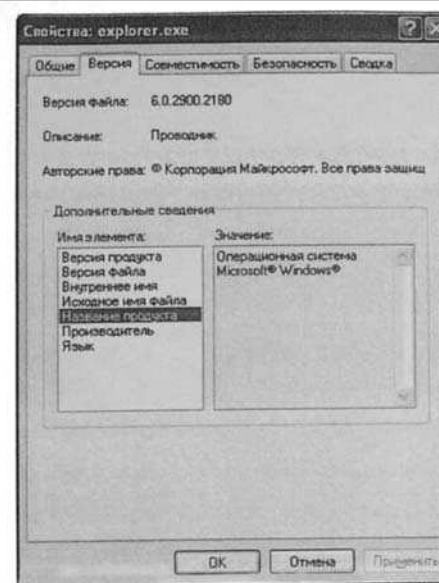 Свойства: explorer.exe
Общие Версия Совместимость Безопасность Сводка
Версия файла: 6.0.2900.2180
Описание: Проводник
Авторские права: © Корпорация Майкрософт. Все права защищ
Дополнительные сведения
Имя элемента: Значение:
Версия продукта
Версия файла
Внутреннее имя
Исходное имя файла
Название продукта
Производитель
Язык
Операционная система
Microsoft® Windows®
OK Отмена Применить